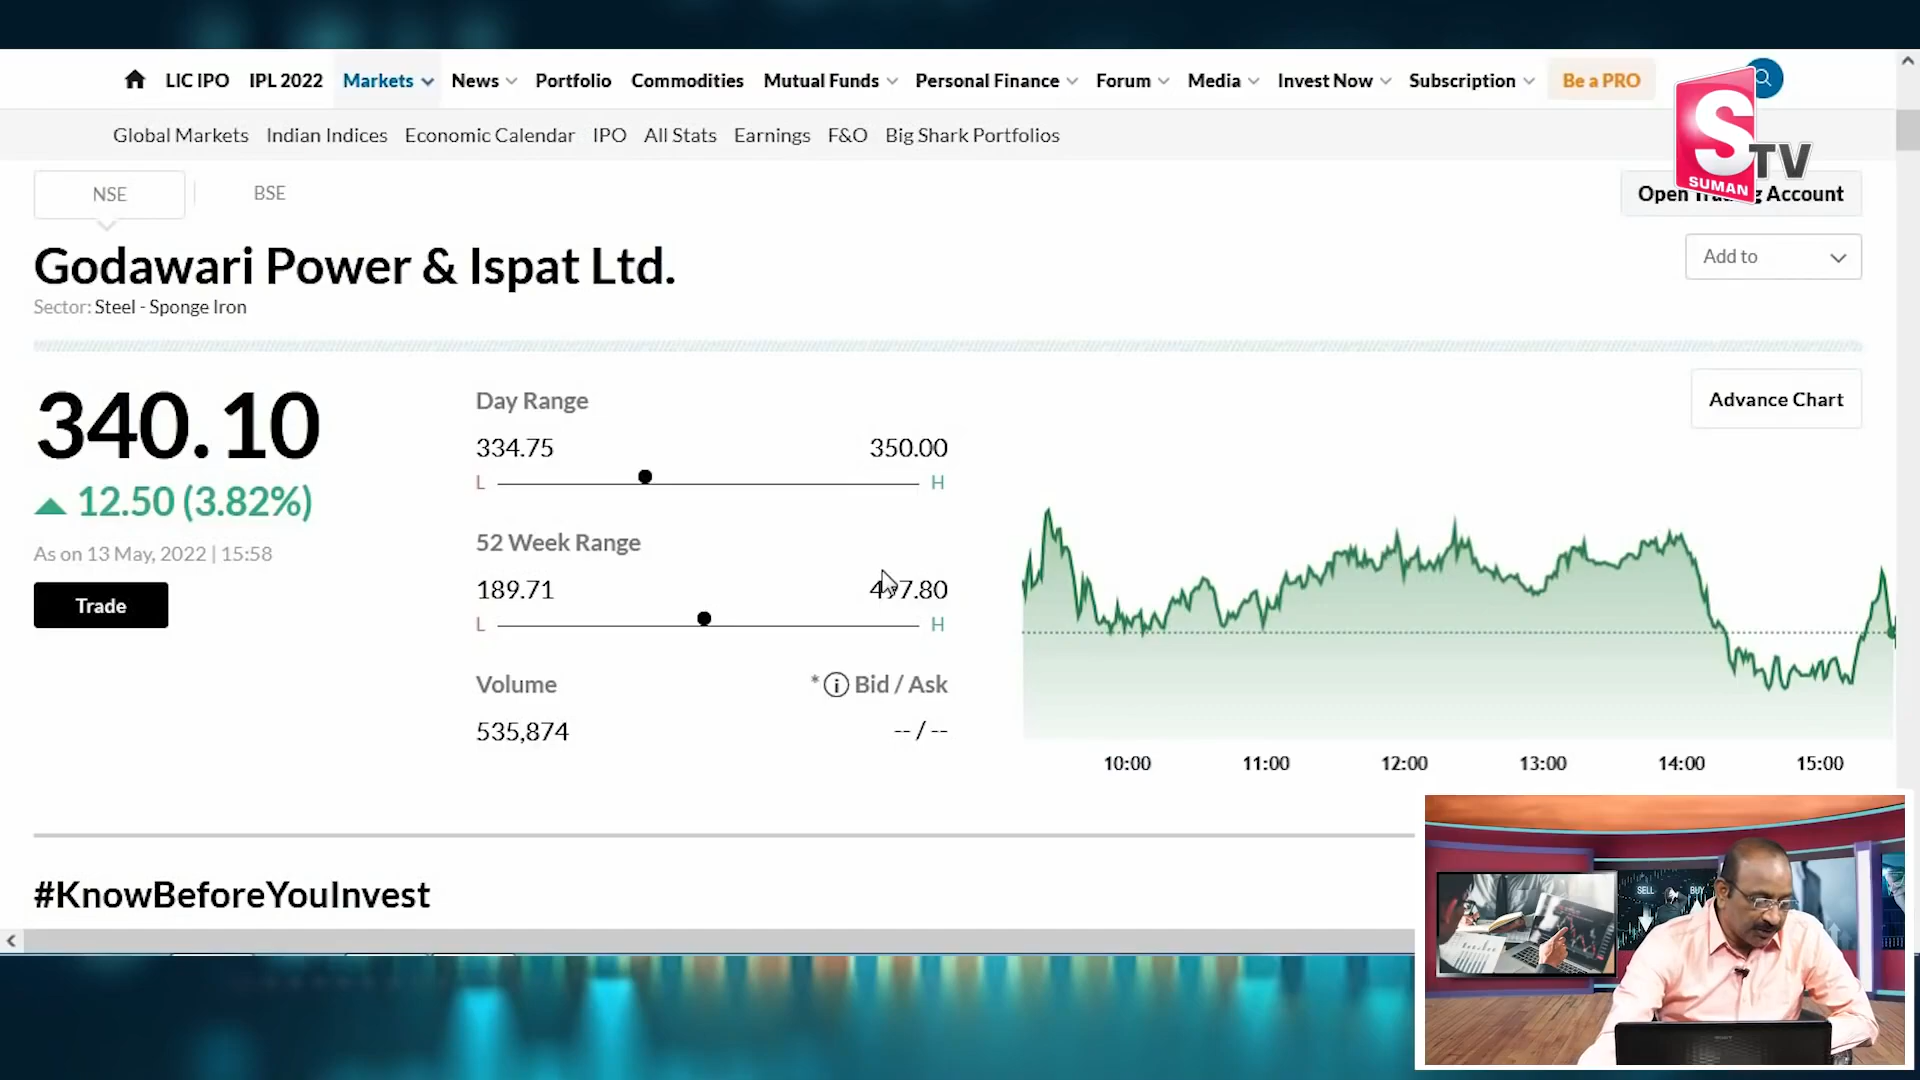 LIC IPO IPL 2022 Markets News Portfolio Commodities Mutual Funds Personal Finance Forum Media Invest Now Subscription Be a PRO
Global Markets Indian Indices Economic Calendar IPO All Stats Earnings F&O Big Shark Portfolios
S TV
SUMAN
NSE BSE
Open Account
Godawari Power & Ispat Ltd.
Add to
Sector: Steel - Sponge Iron
340.10
12.50 (3.82%)
As on 13 May, 2022 | 15:58
Trade
Day Range
334.75 350.00
L H
52 Week Range
189.71
L H
Volume * i Bid / Ask
535,874 -- / --
Advance Chart
10:00 11:00 12:00 13:00 14:00 15:00
#KnowBeforeYouInvest
SELL BUY